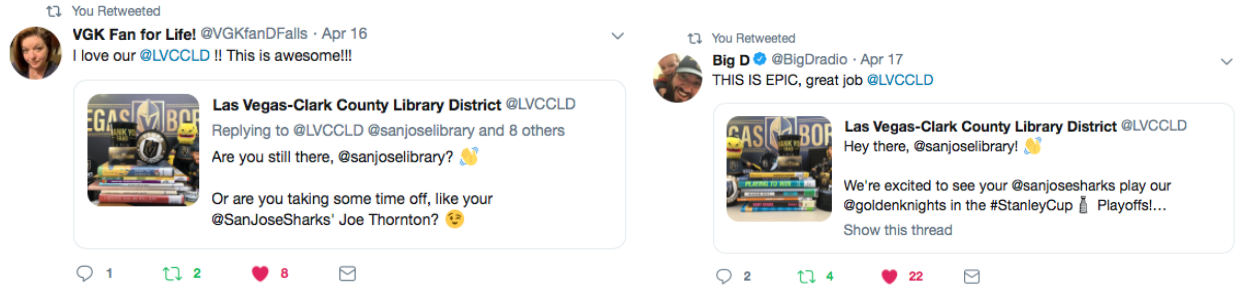 You Retweeted
VGK Fan for Life! @VGKfanDFalls · Apr 16
I love our @LVCCLD !! This is awesome!!!
Las Vegas-Clark County Library District @LVCCLD
Replying to @LVCCLD @sanjoselibrary and 8 others
Are you still there, @sanjoselibrary? 👋
Or are you taking some time off, like your
@SanJoseSharks' Joe Thornton? 😉
1 2 8
You Retweeted
Big D @BigDradio · Apr 17
THIS IS EPIC, great job @LVCCLD
Las Vegas-Clark County Library District @LVCCLD
Hey there, @sanjoselibrary! 👋
We're excited to see your @sanjosesharks play our
@goldenknights in the #StanleyCup Playoffs!...
Show this thread
PLAYING TO WIN
2 4 22